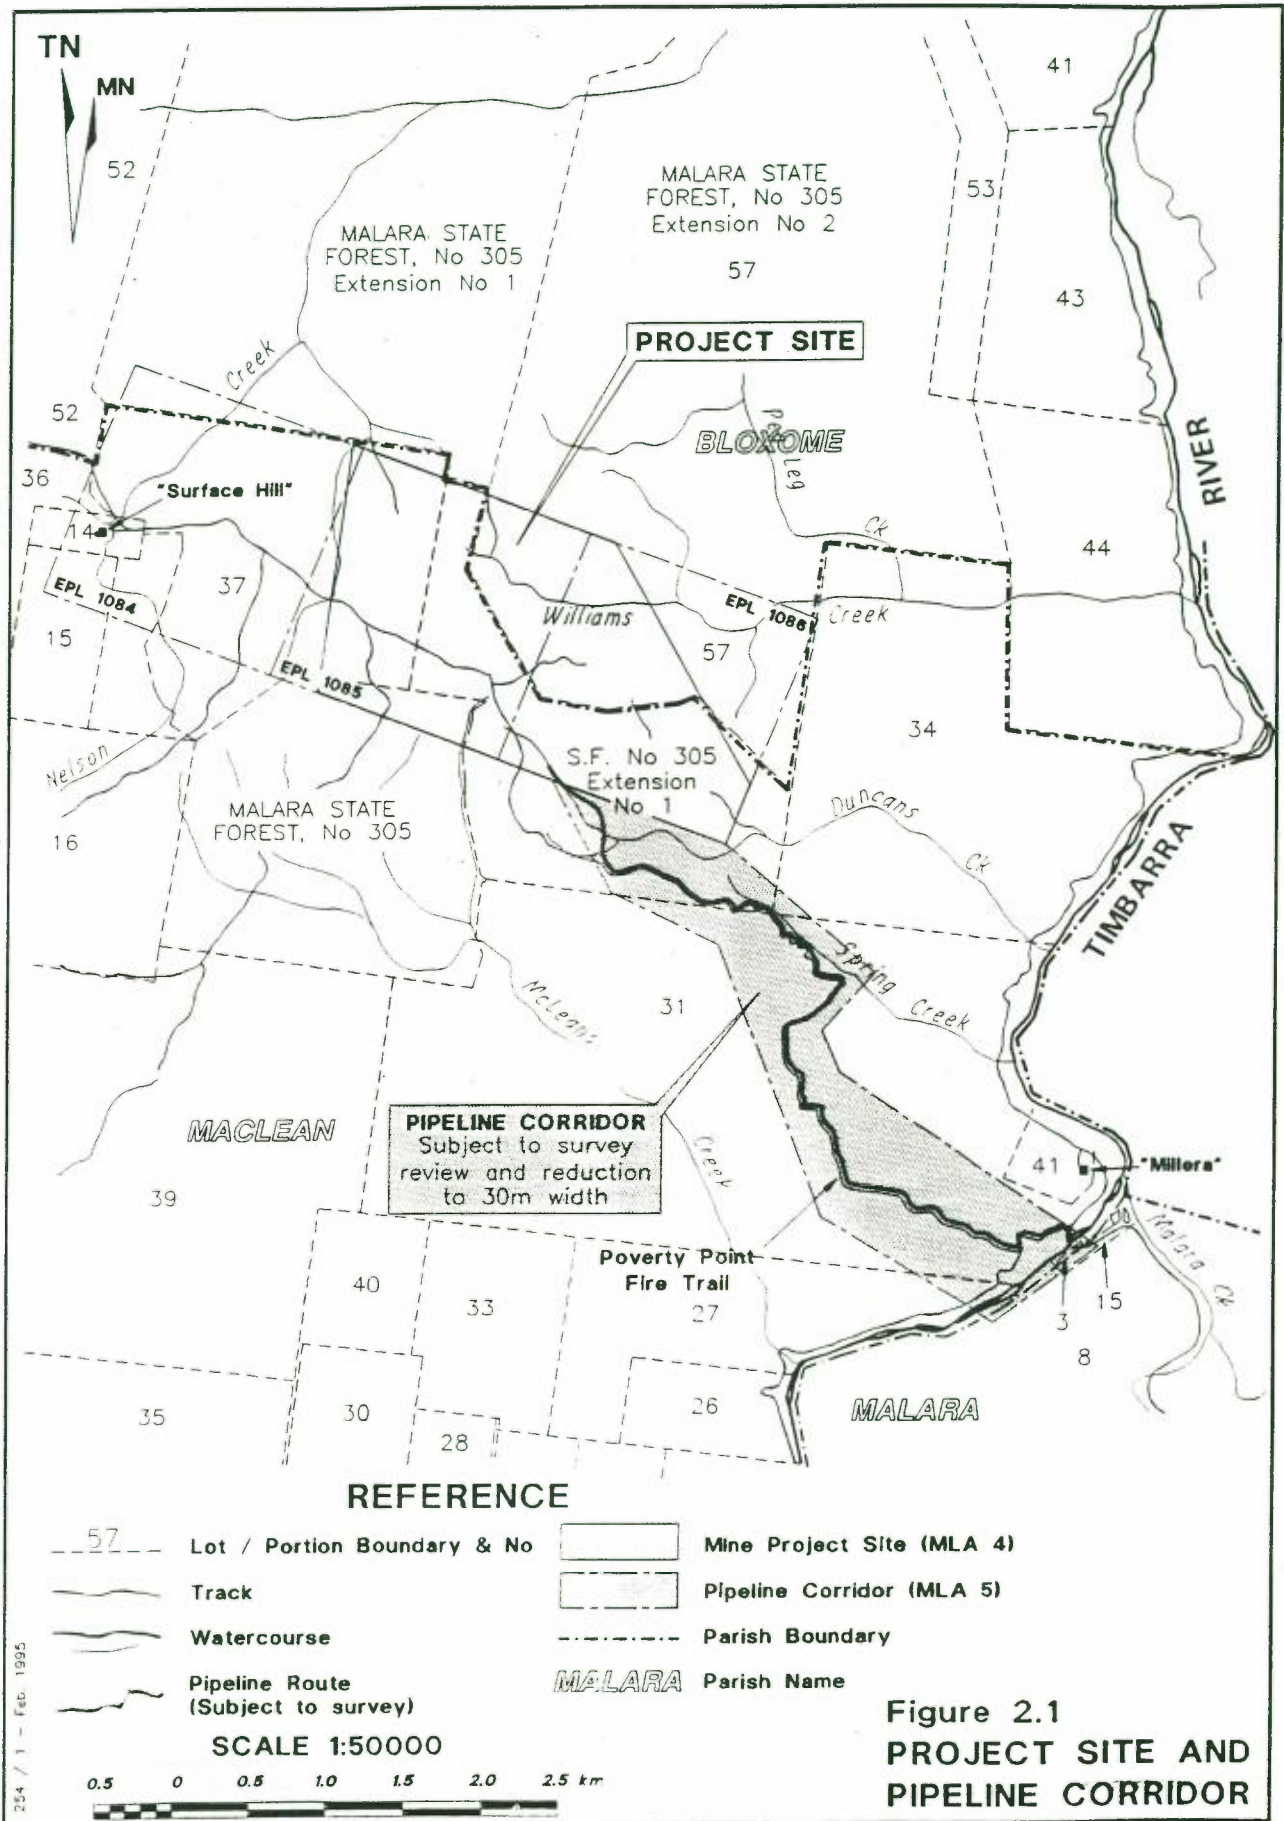 TN
MN
41
52
MALARA STATE
FOREST, No 305
Extension No 2
57
53
MALARA STATE
FOREST, No 305
Extension No 1
43
PROJECT SITE
Creek
52
Peg Leg
Ck
BLOXOME
RIVER
36
"Surface Hill"
14
44
EPL 1084
37
Williams
EPL 1086
Creek
15
57
EPL 1085
34
Nelson
S.F. No 305
Extension
No 1
MALARA STATE
FOREST, No 305
Duncans
Ck
16
TIMBARRA
Spring
Creek
McLeans
31
PIPELINE CORRIDOR
Subject to survey
review and reduction
to 30m width
MACLEAN
Creek
41
"Millera"
39
Malara Ck
Poverty Point
Fire Trail
40
33
27
15
3
8
35
30
28
26
MALARA
REFERENCE
57
Lot / Portion Boundary & No
Mine Project Site (MLA 4)
Track
Pipeline Corridor (MLA 5)
Watercourse
Parish Boundary
Pipeline Route
(Subject to survey)
MALARA
Parish Name
SCALE 1:50000
0.5 0 0.5 1.0 1.5 2.0 2.5 km
Figure 2.1
PROJECT SITE AND
PIPELINE CORRIDOR
254 / 1 - Feb. 1995